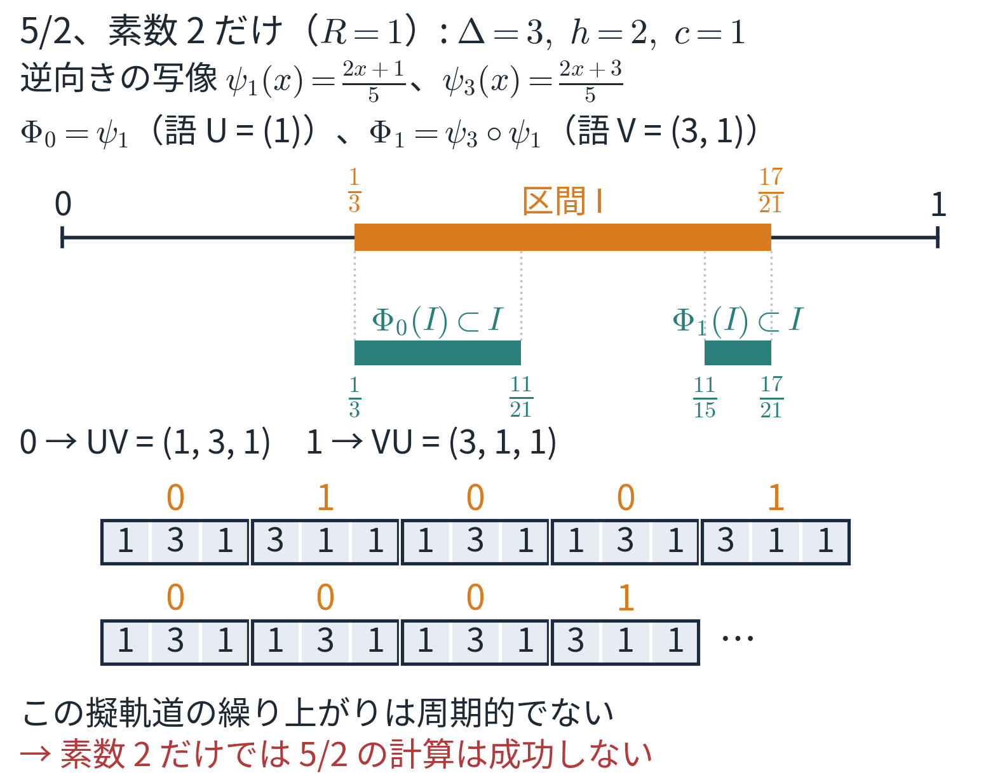 5/2、素数 2 だけ（R = 1）: Δ = 3, h = 2, c = 1
逆向きの写像 ψ₁(x) = (2x + 1)/5、ψ₃(x) = (2x + 3)/5
Φ₀ = ψ₁（語 U = (1)）、Φ₁ = ψ₃ ∘ ψ₁（語 V = (3, 1)）
0 1/3 区間 I 17/21 1
Φ₀(I) ⊂ I Φ₁(I) ⊂ I
1/3 11/21 11/15 17/21
0 → UV = (1, 3, 1) 1 → VU = (3, 1, 1)
0 1 0 0 1
1 3 1 3 1 1 1 3 1 1 3 1 3 1 1
0 0 0 1
1 3 1 1 3 1 1 3 1 3 1 1 …
この擬軌道の繰り上がりは周期的でない
→ 素数 2 だけでは 5/2 の計算は成功しない